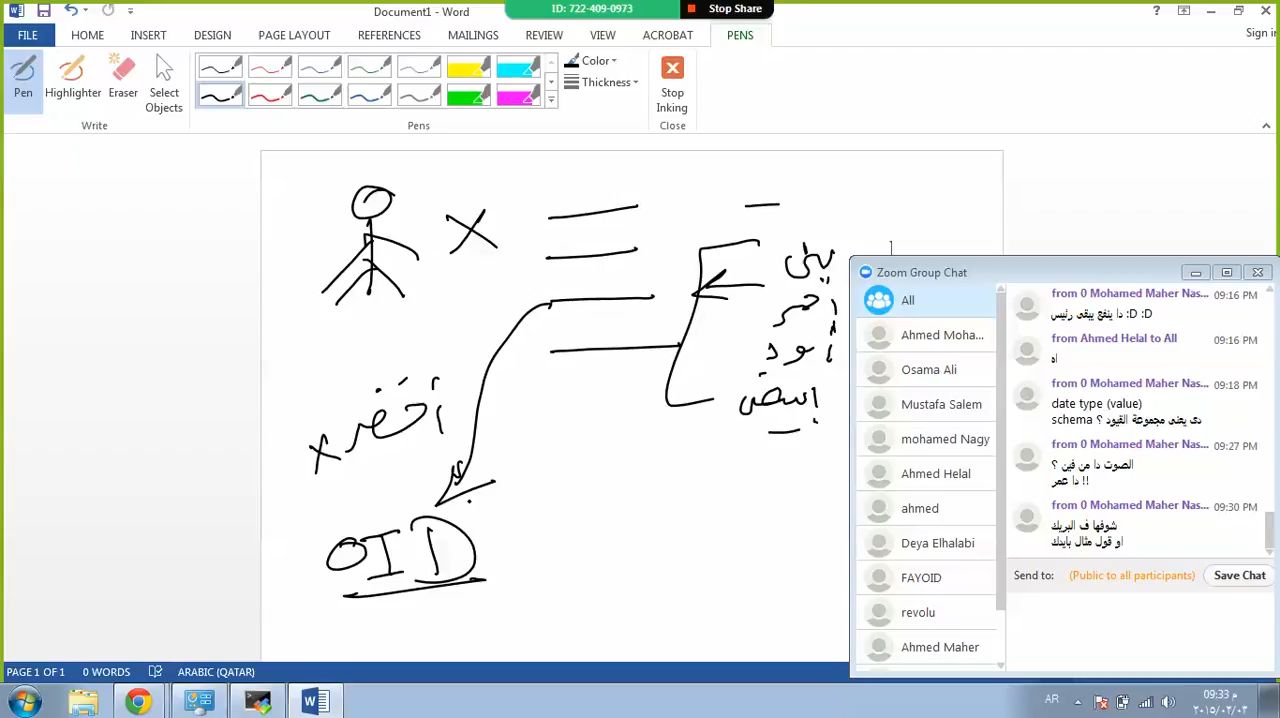 Document1 - Word
ID: 722-409-0973
Stop Share
?
FILE HOME INSERT DESIGN PAGE LAYOUT REFERENCES MAILINGS REVIEW VIEW ACROBAT PENS
Sign in
Pen Highlighter Eraser Select Objects
Color
Thickness
Stop Inking
Write Pens Close
X
بنى
احمر
أسود
ابيض
أخضر
x
OID
Zoom Group Chat
All
Ahmed Moha...
Osama Ali
Mustafa Salem
mohamed Nagy
Ahmed Helal
ahmed
Deya Elhalabi
FAYOID
revolu
Ahmed Maher
from 0 Mohamed Maher Nas... 09:16 PM
دا ينفع يبقى رئيس :D :D
from Ahmed Helal to All 09:16 PM
اه
from 0 Mohamed Maher Nas... 09:18 PM
date type (value)
دى يعنى مجموعة القيود ؟ schema
from 0 Mohamed Maher Nas... 09:27 PM
الصوت دا من فين ؟
دا عمر !!
from 0 Mohamed Maher Nas... 09:30 PM
شوفها ف البريك
او قول مثال بايدك
Send to: (Public to all participants) Save Chat
PAGE 1 OF 1 0 WORDS ARABIC (QATAR)
AR
09:33 م
٢٠١٥/٠٣/٠٣